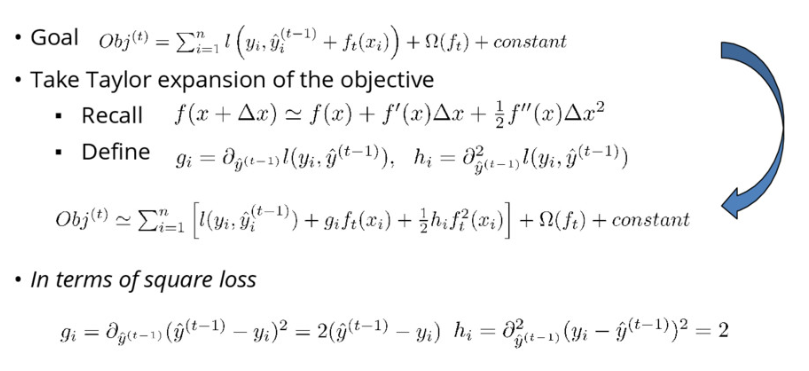 • Goal $Obj^{(t)} = \sum_{i=1}^{n} l\left(y_i, \hat{y}_i^{(t-1)} + f_t(x_i)\right) + \Omega(f_t) + constant$
• Take Taylor expansion of the objective
▪ Recall $f(x + \Delta x) \simeq f(x) + f'(x)\Delta x + \frac{1}{2} f''(x)\Delta x^2$
▪ Define $g_i = \partial_{\hat{y}^{(t-1)}} l(y_i, \hat{y}^{(t-1)}), \ h_i = \partial^2_{\hat{y}^{(t-1)}} l(y_i, \hat{y}^{(t-1)})$
$Obj^{(t)} \simeq \sum_{i=1}^{n} \left[ l(y_i, \hat{y}_i^{(t-1)}) + g_i f_t(x_i) + \frac{1}{2} h_i f_t^2(x_i) \right] + \Omega(f_t) + constant$
• In terms of square loss
$g_i = \partial_{\hat{y}^{(t-1)}} (\hat{y}^{(t-1)} - y_i)^2 = 2(\hat{y}^{(t-1)} - y_i) \ h_i = \partial^2_{\hat{y}^{(t-1)}} (y_i - \hat{y}^{(t-1)})^2 = 2$